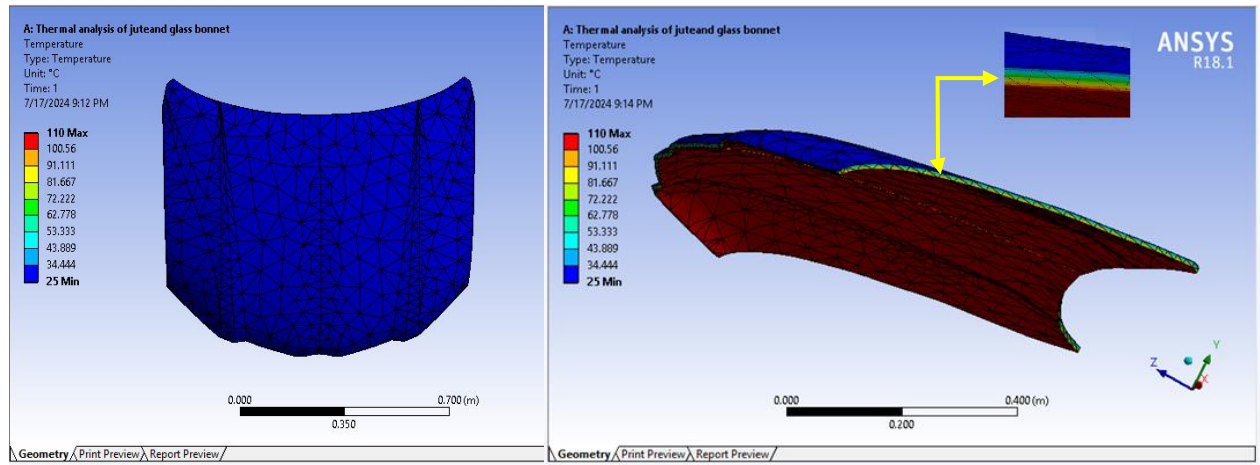 A: Thermal analysis of juteand glass bonnet
Temperature
Type: Temperature
Unit: °C
Time: 1
7/17/2024 9:12 PM
110 Max
100.56
91.111
81.667
72.222
62.778
53.333
43.889
34.444
25 Min
0.000
0.700 (m)
0.350
Geometry
Print Preview
Report Preview
A: Thermal analysis of juteand glass bonnet
Temperature
Type: Temperature
Unit: °C
Time: 1
7/17/2024 9:14 PM
ANSYS
R18.1
110 Max
100.56
91.111
81.667
72.222
62.778
53.333
43.889
34.444
25 Min
Y
Z
X
0.000
0.400 (m)
0.200
Geometry
Print Preview
Report Preview